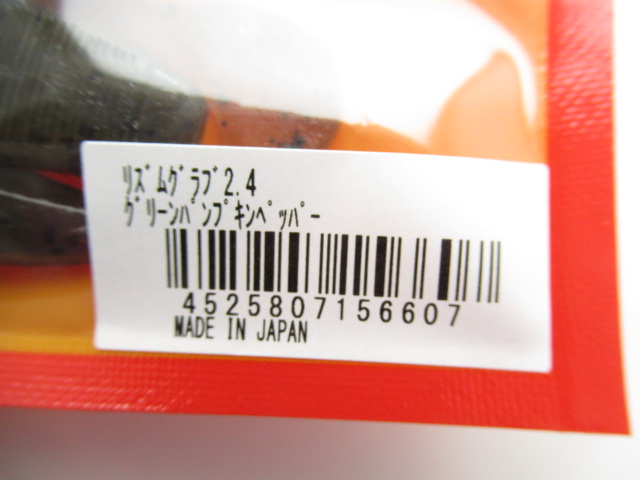 ﾘｽﾞﾑｸﾞﾗﾌﾞ2.4
ｸﾞﾘｰﾝﾊﾟﾝﾌﾟｷﾝﾍﾟｯﾊﾟｰ
4525807156607
MADE IN JAPAN